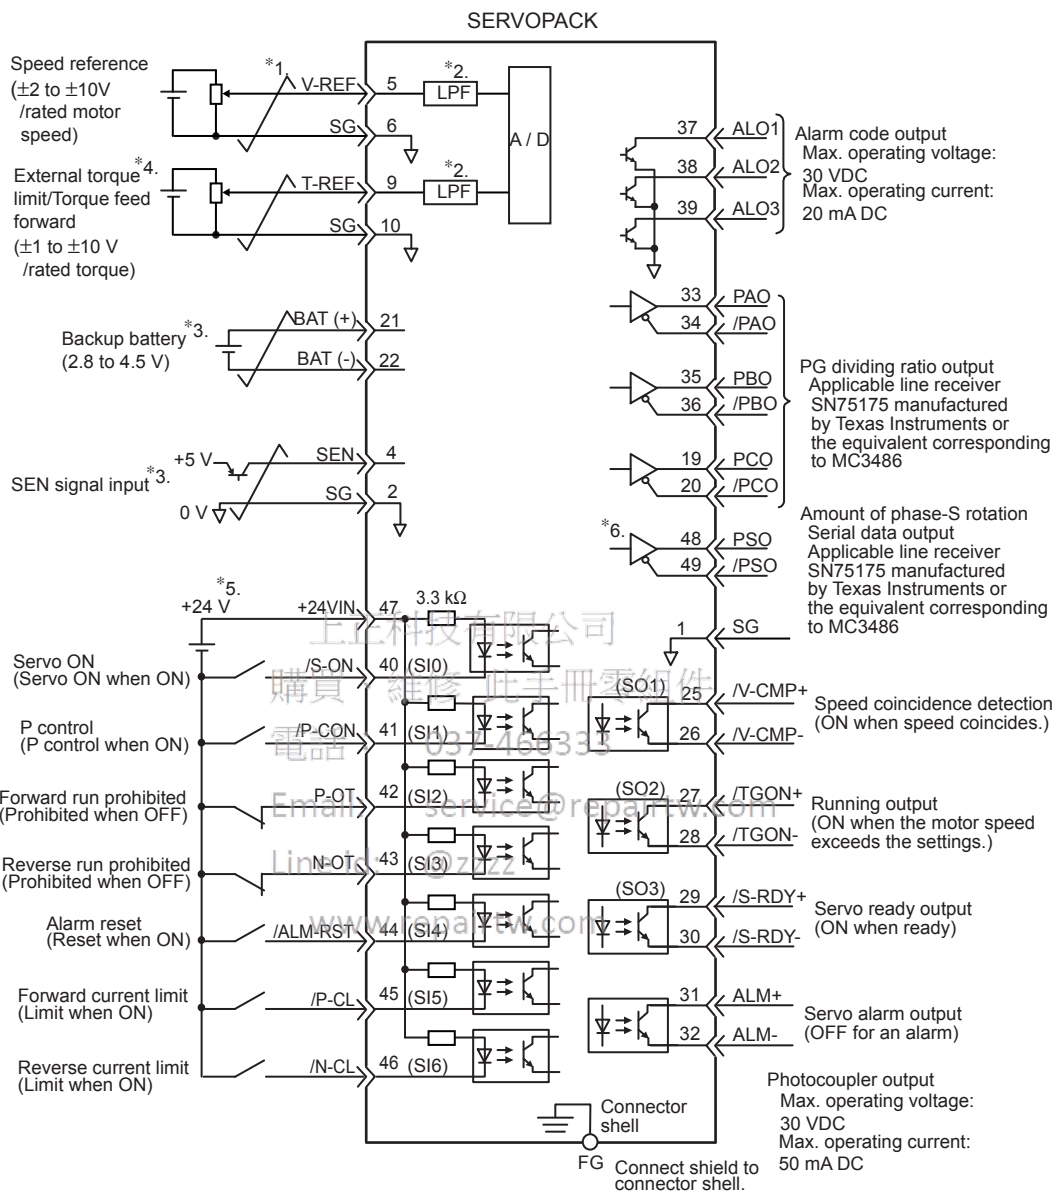 SERVOPACK
Speed reference
(±2 to ±10V
/rated motor
speed)
*1.
V-REF
5
*2.
LPF
SG
6
A / D
External torque *4.
limit/Torque feed
forward
(±1 to ±10 V
/rated torque)
T-REF
9
*2.
LPF
SG
10
37
ALO1
38
ALO2
39
ALO3
Alarm code output
Max. operating voltage:
30 VDC
Max. operating current:
20 mA DC
Backup battery *3.
(2.8 to 4.5 V)
BAT (+)
21
BAT (-)
22
33
PAO
34
/PAO
35
PBO
36
/PBO
19
PCO
20
/PCO
PG dividing ratio output
Applicable line receiver
SN75175 manufactured
by Texas Instruments or
the equivalent corresponding
to MC3486
SEN signal input *3.
+5 V
0 V
SEN
4
SG
2
*6.
48
PSO
49
/PSO
Amount of phase-S rotation
Serial data output
Applicable line receiver
SN75175 manufactured
by Texas Instruments or
the equivalent corresponding
to MC3486
1
SG
*5.
+24 V
+24VIN
47
3.3 kΩ
Servo ON
(Servo ON when ON)
/S-ON
40
(SI0)
P control
(P control when ON)
/P-CON
41
(SI1)
Forward run prohibited
(Prohibited when OFF)
P-OT
42
(SI2)
Reverse run prohibited
(Prohibited when OFF)
N-OT
43
(SI3)
Alarm reset
(Reset when ON)
/ALM-RST
44
(SI4)
Forward current limit
(Limit when ON)
/P-CL
45
(SI5)
Reverse current limit
(Limit when ON)
/N-CL
46
(SI6)
(SO1)
25
/V-CMP+
26
/V-CMP-
Speed coincidence detection
(ON when speed coincides.)
(SO2)
27
/TGON+
28
/TGON-
Running output
(ON when the motor speed
exceeds the settings.)
(SO3)
29
/S-RDY+
30
/S-RDY-
Servo ready output
(ON when ready)
31
ALM+
32
ALM-
Servo alarm output
(OFF for an alarm)
Photocoupler output
Max. operating voltage:
30 VDC
Max. operating current:
50 mA DC
Connector
shell
FG
Connect shield to
connector shell.
上正科技有限公司
購買、維修 此手冊零組件
電話: 037-466333
Email: service@repairtw.com
Line id: @zzzz
www.repairtw.com